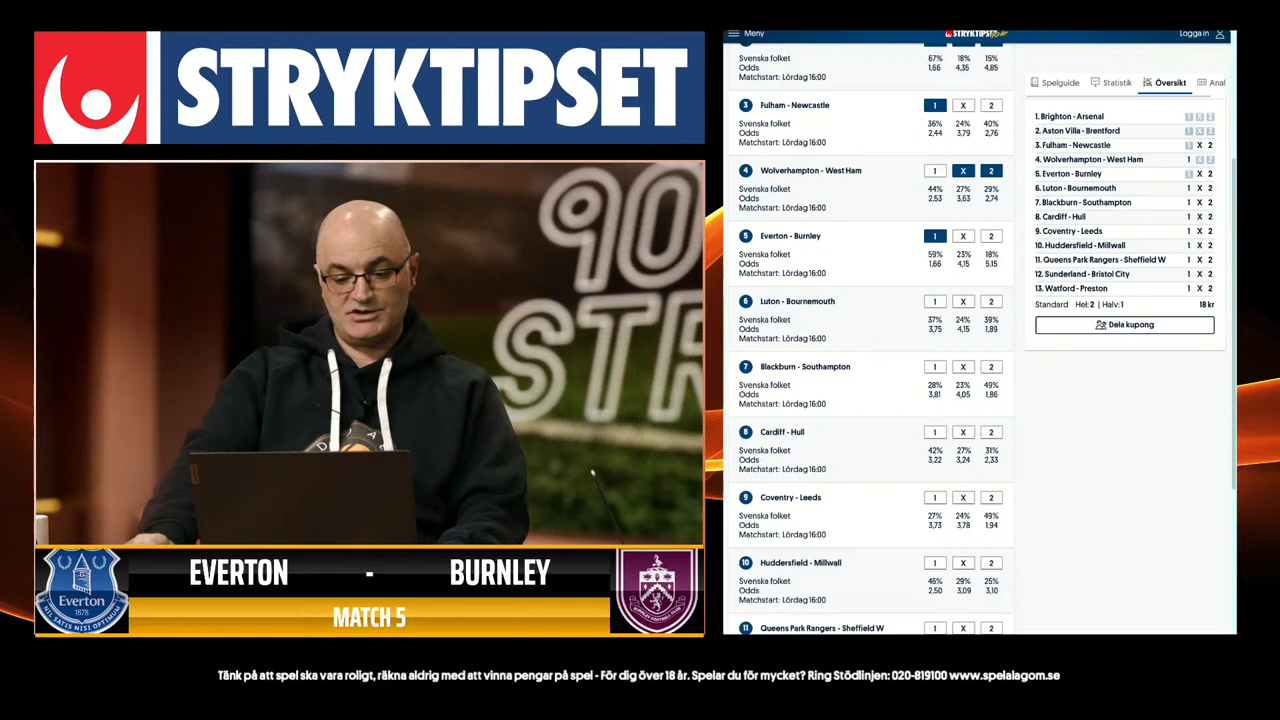 STRYKTIPSET
90
STR
D A
Everton
1878
NIL SATIS NISI OPTIMUM
EVERTON - BURNLEY
MATCH 5
Meny
STRYKTIPSET
Logga in
Svenska folket 67% 18% 15%
Odds 1,66 4,35 4,85
Matchstart: Lördag 16:00
3 Fulham - Newcastle 1 X 2
Svenska folket 36% 24% 40%
Odds 2,44 3,79 2,76
Matchstart: Lördag 16:00
4 Wolverhampton - West Ham 1 X 2
Svenska folket 44% 27% 29%
Odds 2,53 3,63 2,74
Matchstart: Lördag 16:00
5 Everton - Burnley 1 X 2
Svenska folket 59% 23% 18%
Odds 1,66 4,15 5,15
Matchstart: Lördag 16:00
6 Luton - Bournemouth 1 X 2
Svenska folket 37% 24% 39%
Odds 3,75 4,15 1,89
Matchstart: Lördag 16:00
7 Blackburn - Southampton 1 X 2
Svenska folket 28% 23% 49%
Odds 3,81 4,05 1,86
Matchstart: Lördag 16:00
8 Cardiff - Hull 1 X 2
Svenska folket 42% 27% 31%
Odds 3,22 3,24 2,33
Matchstart: Lördag 16:00
9 Coventry - Leeds 1 X 2
Svenska folket 27% 24% 49%
Odds 3,73 3,78 1,94
Matchstart: Lördag 16:00
10 Huddersfield - Millwall 1 X 2
Svenska folket 46% 29% 25%
Odds 2,50 3,09 3,10
Matchstart: Lördag 16:00
11 Queens Park Rangers - Sheffield W 1 X 2
Spelguide Statistik Översikt Anal
1. Brighton - Arsenal 1 X 2
2. Aston Villa - Brentford 1 X 2
3. Fulham - Newcastle 1 X 2
4. Wolverhampton - West Ham 1 X 2
5. Everton - Burnley 1 X 2
6. Luton - Bournemouth 1 X 2
7. Blackburn - Southampton 1 X 2
8. Cardiff - Hull 1 X 2
9. Coventry - Leeds 1 X 2
10. Huddersfield - Millwall 1 X 2
11. Queens Park Rangers - Sheffield W 1 X 2
12. Sunderland - Bristol City 1 X 2
13. Watford - Preston 1 X 2
Standard Hel: 2 | Halv: 1 18 kr
Dela kupong
Tänk på att spel ska vara roligt, räkna aldrig med att vinna pengar på spel - För dig över 18 år. Spelar du för mycket? Ring Stödlinjen: 020-819100 www.spelalagom.se